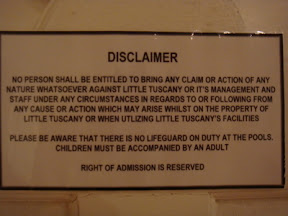 DISCLAIMER
NO PERSON SHALL BE ENTITLED TO BRING ANY CLAIM OR ACTION OF ANY
NATURE WHATSOEVER AGAINST LITTLE TUSCANY OR IT'S MANAGEMENT AND
STAFF UNDER ANY CIRCUMSTANCES IN REGARDS TO OR FOLLOWING FROM
ANY CAUSE OR ACTION WHICH MAY ARISE WHILST ON THE PROPERTY OF
LITTLE TUSCANY OR WHEN UTLIZING LITTLE TUSCANY'S FACILITIES
PLEASE BE AWARE THAT THERE IS NO LIFEGUARD ON DUTY AT THE POOLS.
CHILDREN MUST BE ACCOMPANIED BY AN ADULT
RIGHT OF ADMISSION IS RESERVED